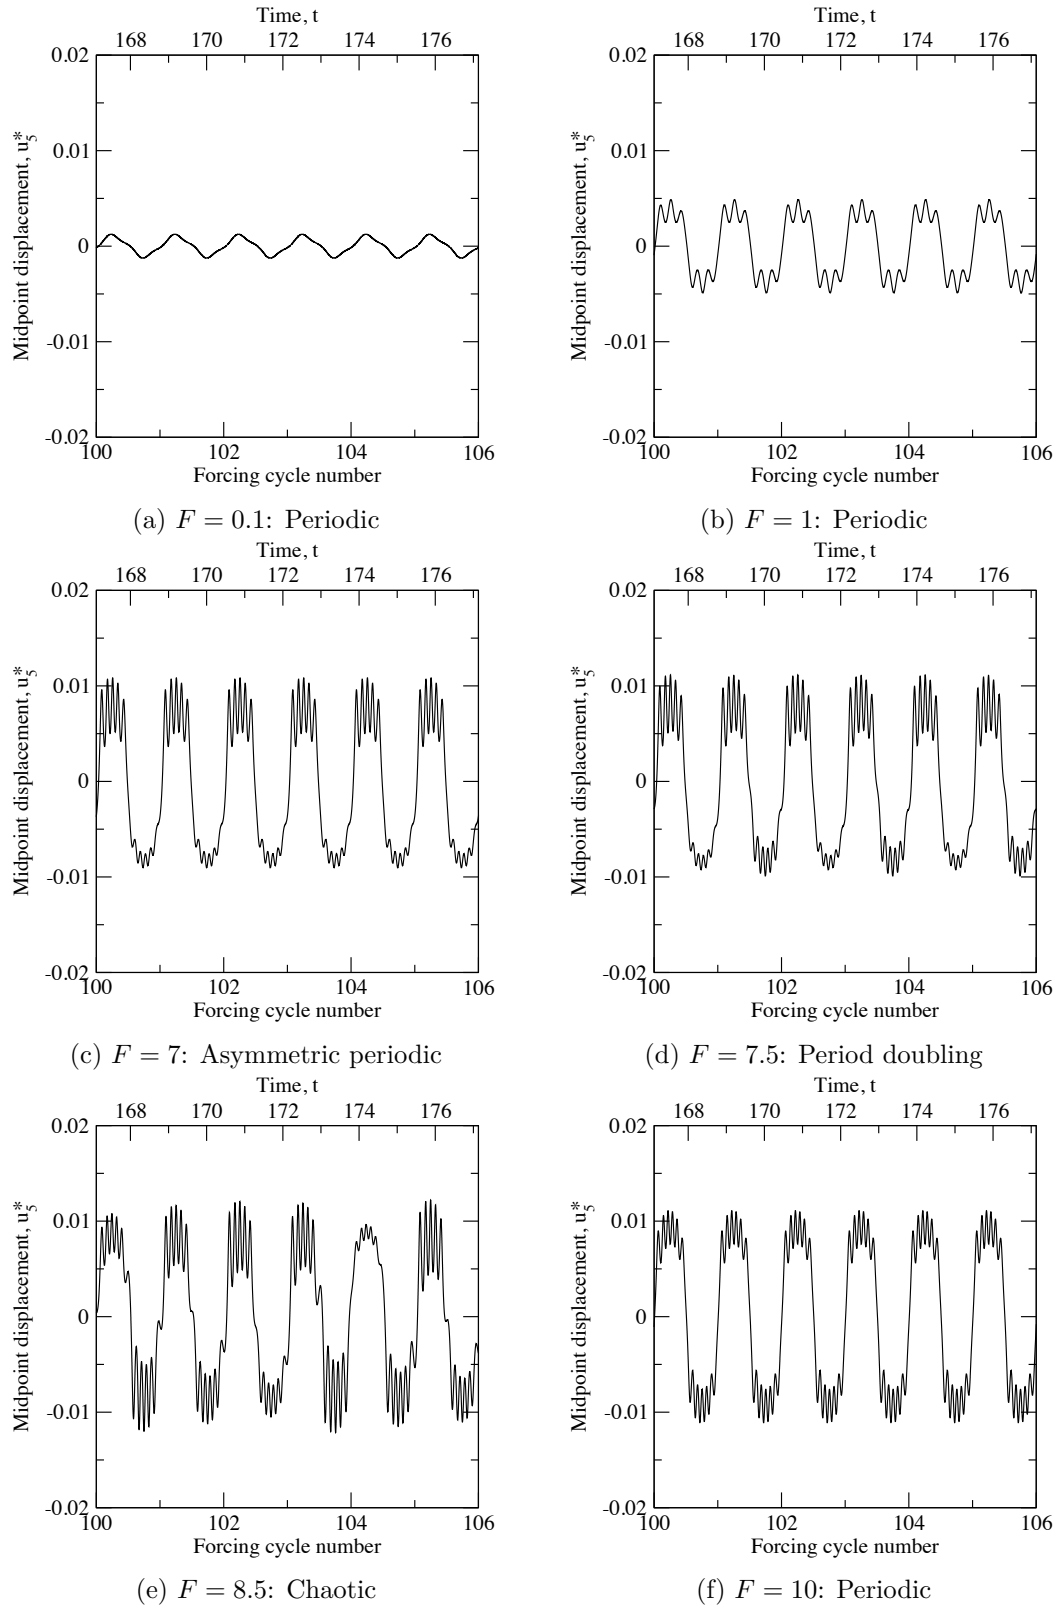 Time, t
168 170 172 174 176
0.02
0.01
0
-0.01
-0.02
Midpoint displacement, u₅*
100 102 104 106
Forcing cycle number
(a) F = 0.1: Periodic
Time, t
168 170 172 174 176
0.02
0.01
0
-0.01
-0.02
Midpoint displacement, u₅*
100 102 104 106
Forcing cycle number
(b) F = 1: Periodic
Time, t
168 170 172 174 176
0.02
0.01
0
-0.01
-0.02
Midpoint displacement, u₅*
100 102 104 106
Forcing cycle number
(c) F = 7: Asymmetric periodic
Time, t
168 170 172 174 176
0.02
0.01
0
-0.01
-0.02
Midpoint displacement, u₅*
100 102 104 106
Forcing cycle number
(d) F = 7.5: Period doubling
Time, t
168 170 172 174 176
0.02
0.01
0
-0.01
-0.02
Midpoint displacement, u₅*
100 102 104 106
Forcing cycle number
(e) F = 8.5: Chaotic
Time, t
168 170 172 174 176
0.02
0.01
0
-0.01
-0.02
Midpoint displacement, u₅*
100 102 104 106
Forcing cycle number
(f) F = 10: Periodic